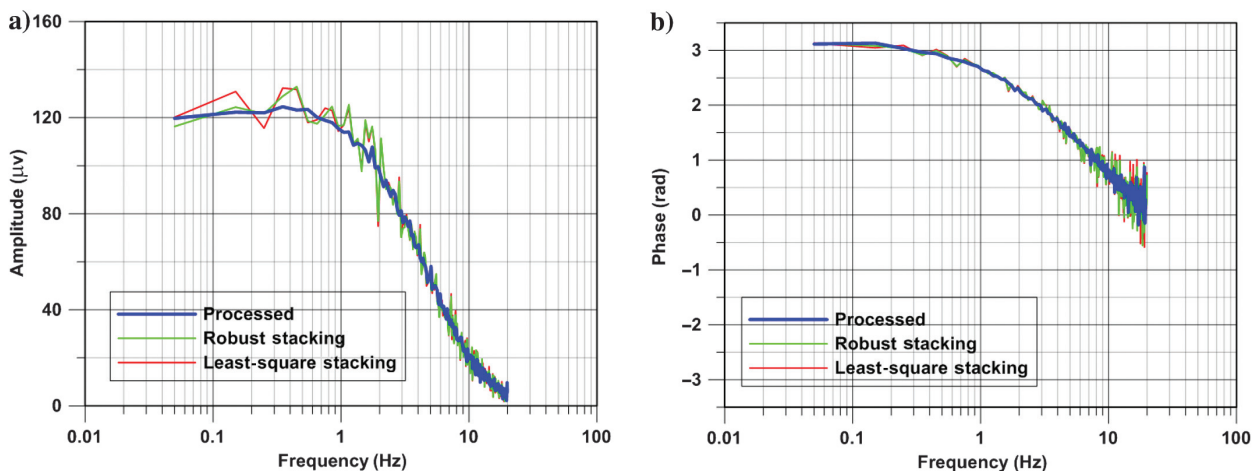 a)
160
120
80
40
0
Amplitude (μv)
Processed
Robust stacking
Least-square stacking
0.01
0.1
1
10
100
Frequency (Hz)
b)
3
2
1
0
−1
−2
−3
Phase (rad)
Processed
Robust stacking
Least-square stacking
0.01
0.1
1
10
100
Frequency (Hz)